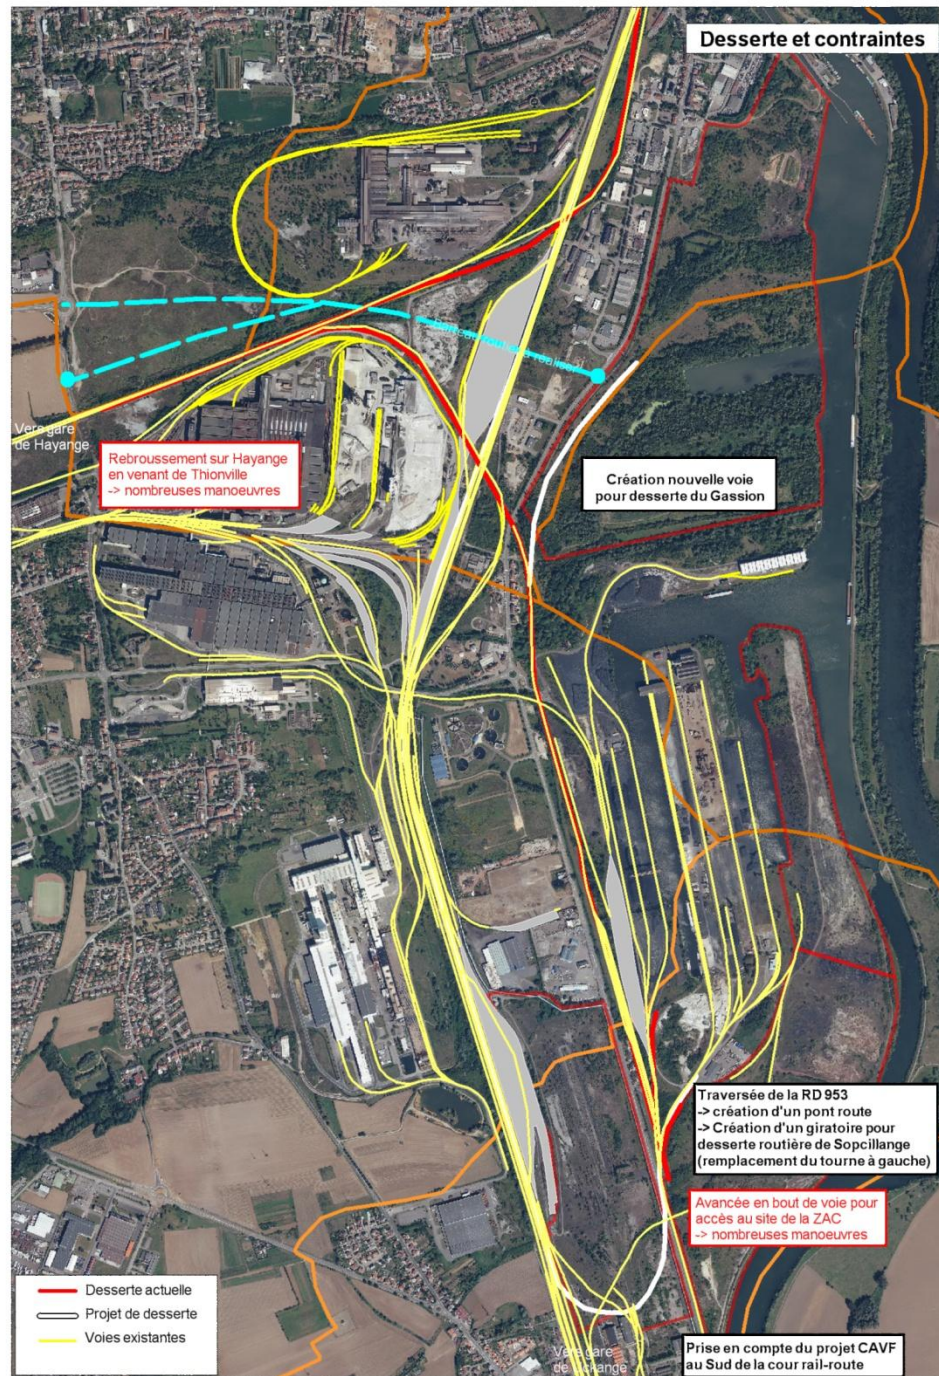 Desserte et contraintes
Vers gare
de Hayange
Rebroussement sur Hayange
en venant de Thionville
-> nombreuses manoeuvres
Création nouvelle voie
pour desserte du Gassion
Traversée de la RD 953
-> création d'un pont route
-> Création d'un giratoire pour
desserte routière de Sopcillange
(remplacement du tourne à gauche)
Avancée en bout de voie pour
accès au site de la ZAC
-> nombreuses manoeuvres
Desserte actuelle
Projet de desserte
Voies existantes
Vers gare
de Uckange
Prise en compte du projet CAVF
au Sud de la cour rail-route